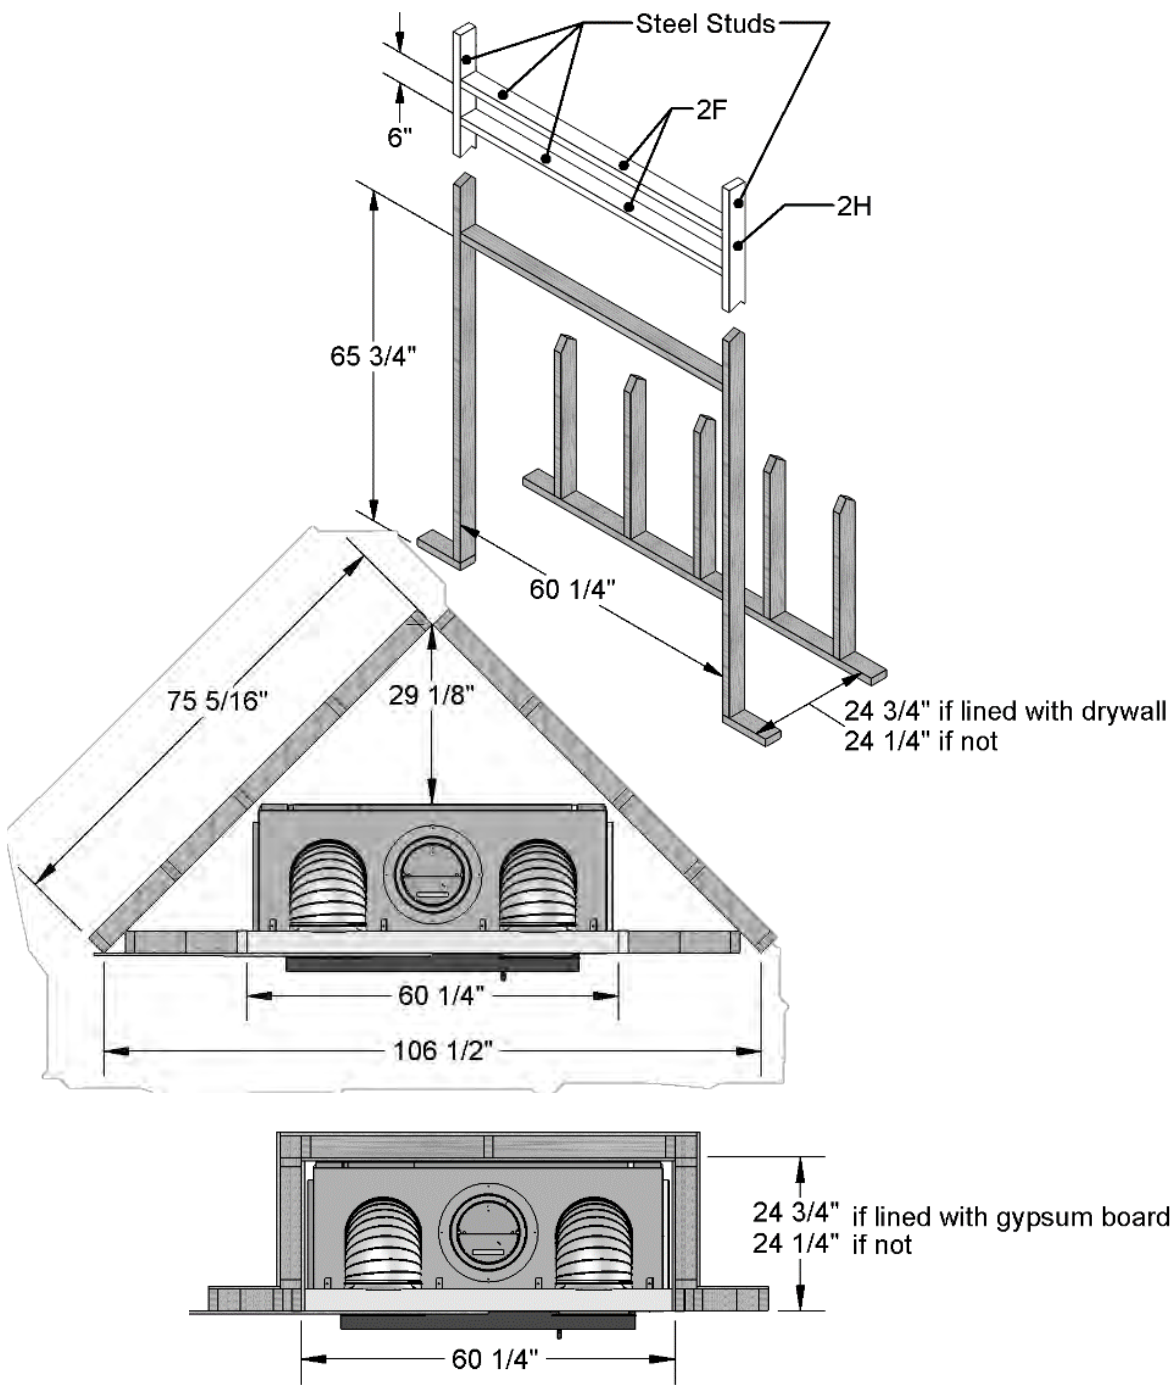 Steel Studs
2F
6"
2H
65 3/4"
60 1/4"
75 5/16"
29 1/8"
24 3/4" if lined with drywall
24 1/4" if not
60 1/4"
106 1/2"
24 3/4" if lined with gypsum board
24 1/4" if not
60 1/4"